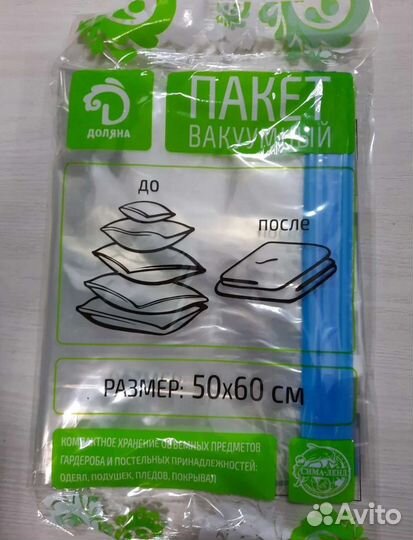 ДОЛЯНА
ПАКЕТ
ВАКУУМНЫЙ
до
после
РАЗМЕР: 50х60 см
КОМПАКТНОЕ ХРАНЕНИЕ ОБЪЕМНЫХ ПРЕДМЕТОВ
ГАРДЕРОБА И ПОСТЕЛЬНЫХ ПРИНАДЛЕЖНОСТЕЙ:
ОДЕЯЛ, ПОДУШЕК, ПЛЕДОВ, ПОКРЫВАЛ
СИМА-ЛЕНД
Avito